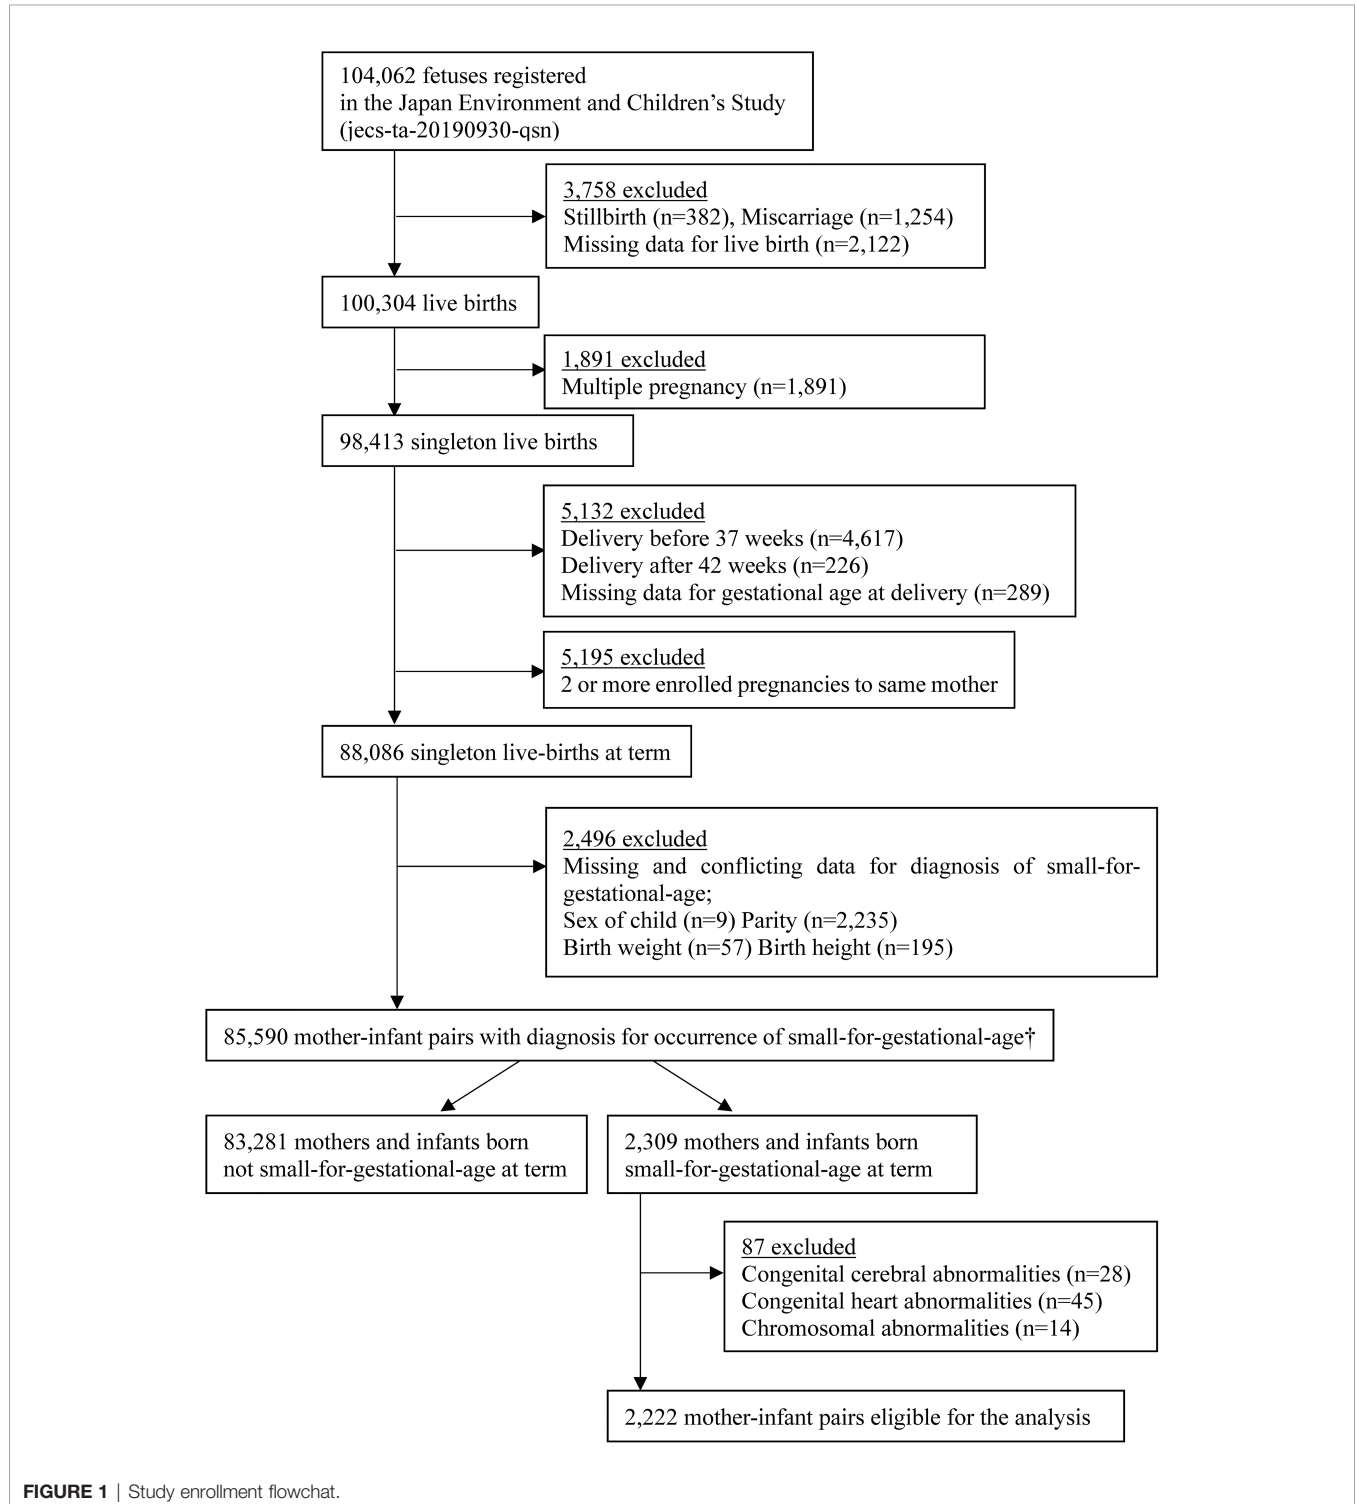 104,062 fetuses registered
in the Japan Environment and Children's Study
(jecs-ta-20190930-qsn)
3,758 excluded
Stillbirth (n=382), Miscarriage (n=1,254)
Missing data for live birth (n=2,122)
100,304 live births
1,891 excluded
Multiple pregnancy (n=1,891)
98,413 singleton live births
5,132 excluded
Delivery before 37 weeks (n=4,617)
Delivery after 42 weeks (n=226)
Missing data for gestational age at delivery (n=289)
5,195 excluded
2 or more enrolled pregnancies to same mother
88,086 singleton live-births at term
2,496 excluded
Missing and conflicting data for diagnosis of small-for-
gestational-age;
Sex of child (n=9) Parity (n=2,235)
Birth weight (n=57) Birth height (n=195)
85,590 mother-infant pairs with diagnosis for occurrence of small-for-gestational-age†
83,281 mothers and infants born
not small-for-gestational-age at term
2,309 mothers and infants born
small-for-gestational-age at term
87 excluded
Congenital cerebral abnormalities (n=28)
Congenital heart abnormalities (n=45)
Chromosomal abnormalities (n=14)
2,222 mother-infant pairs eligible for the analysis
FIGURE 1 | Study enrollment flowchat.